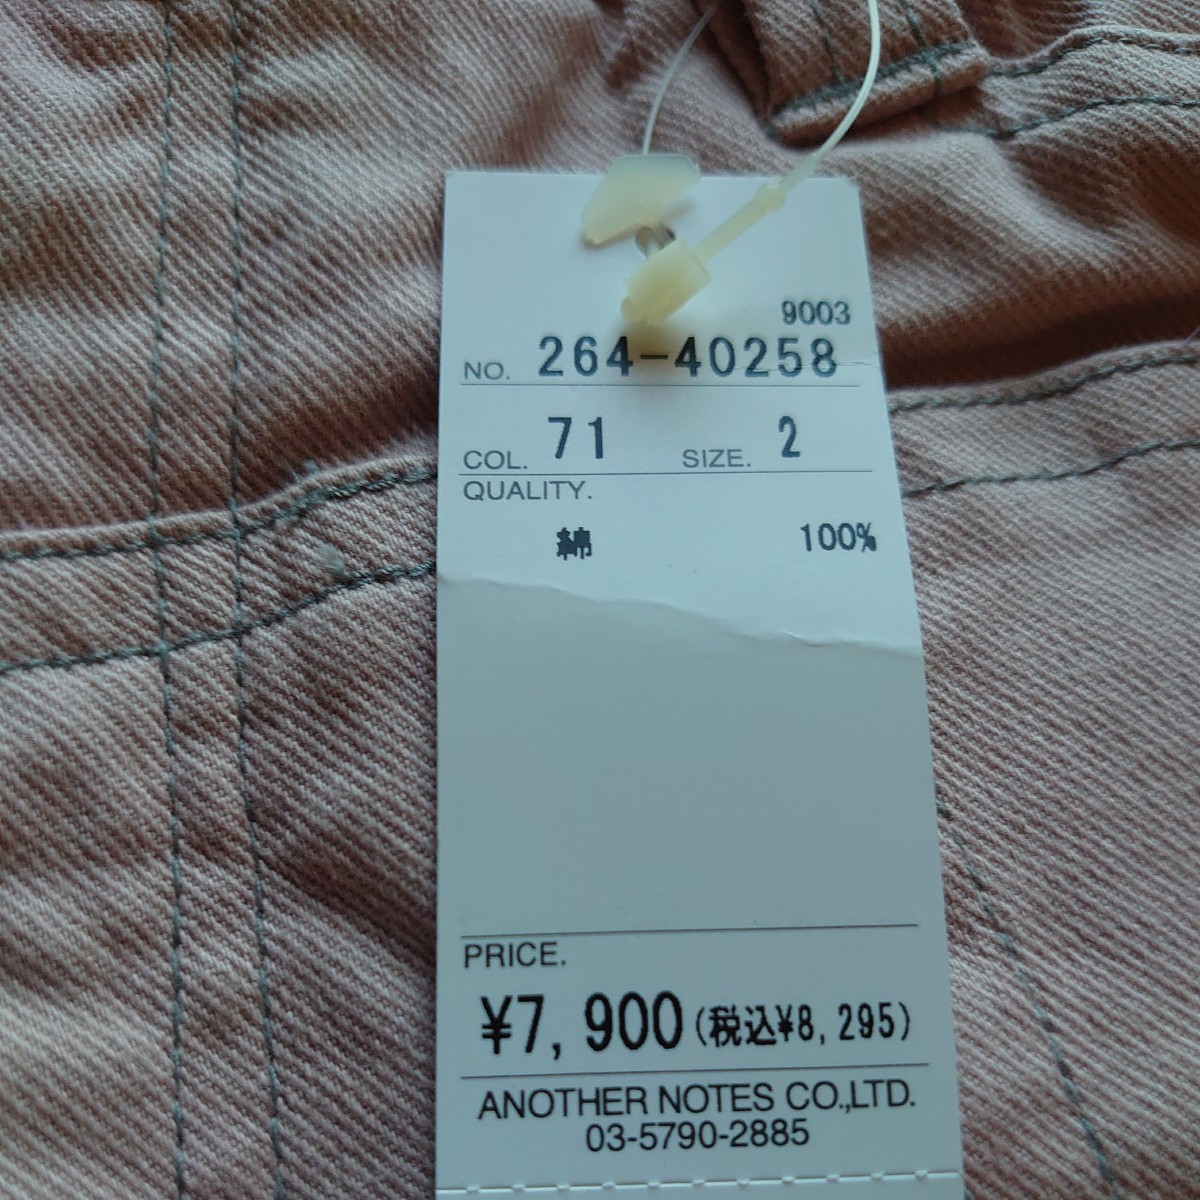 9003
NO. 264-40258
COL. 71 SIZE. 2
QUALITY.
綿 100%
PRICE.
¥7,900(税込¥8,295)
ANOTHER NOTES CO.,LTD.
03-5790-2885